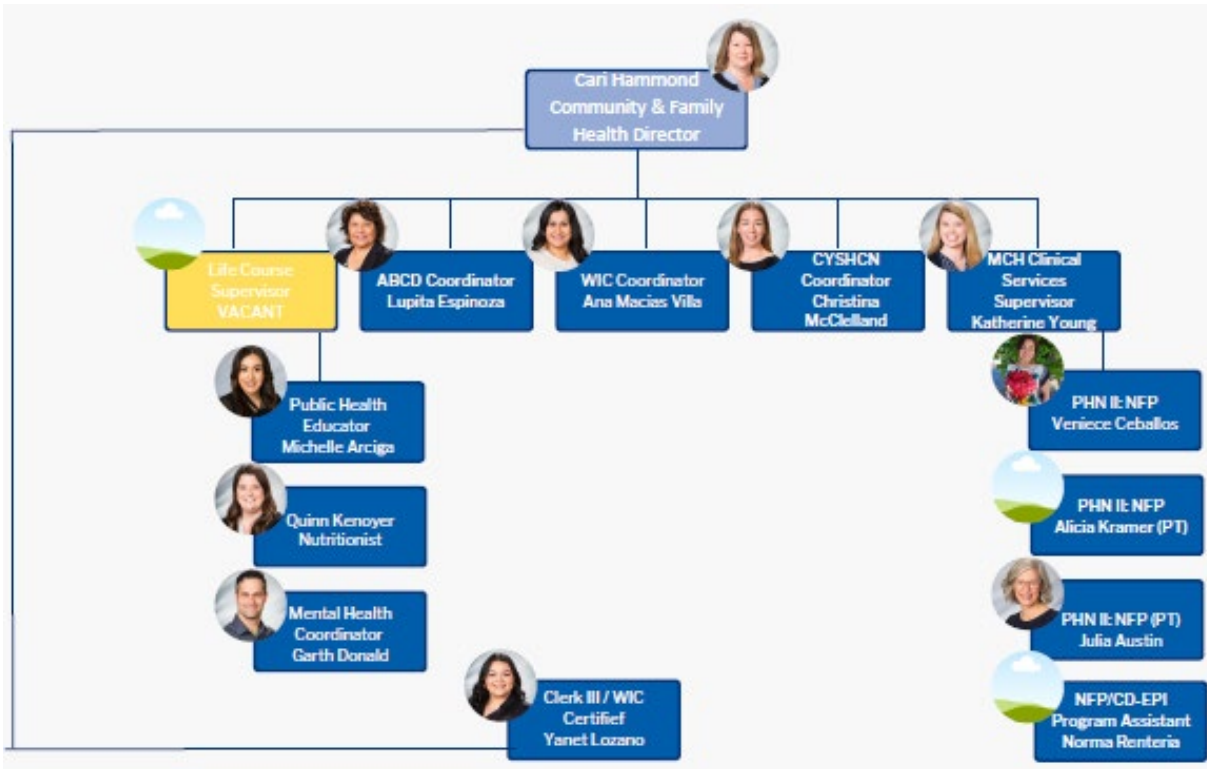 Cari Hammond
Community & Family
Health Director
Life Course
Supervisor
VACANT
ABCD Coordinator
Lupita Espinoza
WIC Coordinator
Ana Macias Villa
CYSHCN
Coordinator
Christina
McClelland
MCH Clinical
Services
Supervisor
Katherine Young
Public Health
Educator
Michelle Arciga
PHN II: NFP
Veniece Ceballos
Quinn Kenoyer
Nutritionist
PHN II: NFP
Alicia Kramer (PT)
Mental Health
Coordinator
Garth Donald
PHN II: NFP (PT)
Julia Austin
Clerk III / WIC
Certifief
Yanet Lozano
NFP/CD-EPI
Program Assistant
Norma Renteria